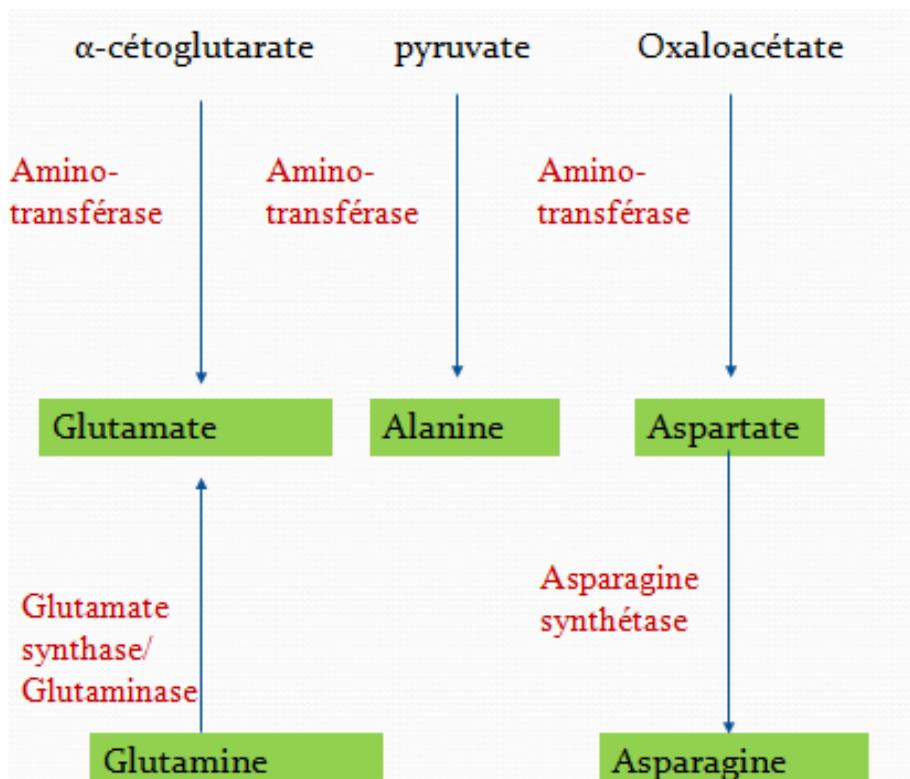 α-cétoglutarate
pyruvate
Oxaloacétate
Amino-
transférase
Amino-
transférase
Amino-
transférase
Glutamate
Alanine
Aspartate
Glutamate
synthase/
Glutaminase
Asparagine
synthétase
Glutamine
Asparagine